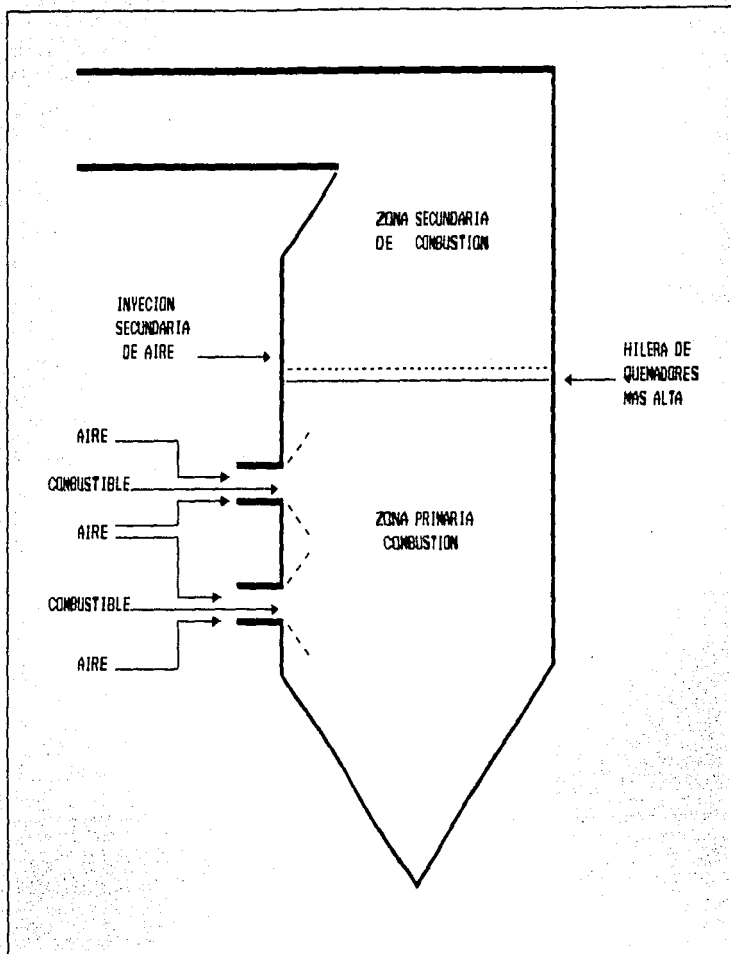 ZONA SECUNDARIA
DE COMBUSTION
INYECION
SECUNDARIA
DE AIRE
HILERA DE
QUEMADORES
MAS ALTA
AIRE
COMBUSTIBLE
AIRE
COMBUSTIBLE
AIRE
ZONA PRIMARIA
COMBUSTION